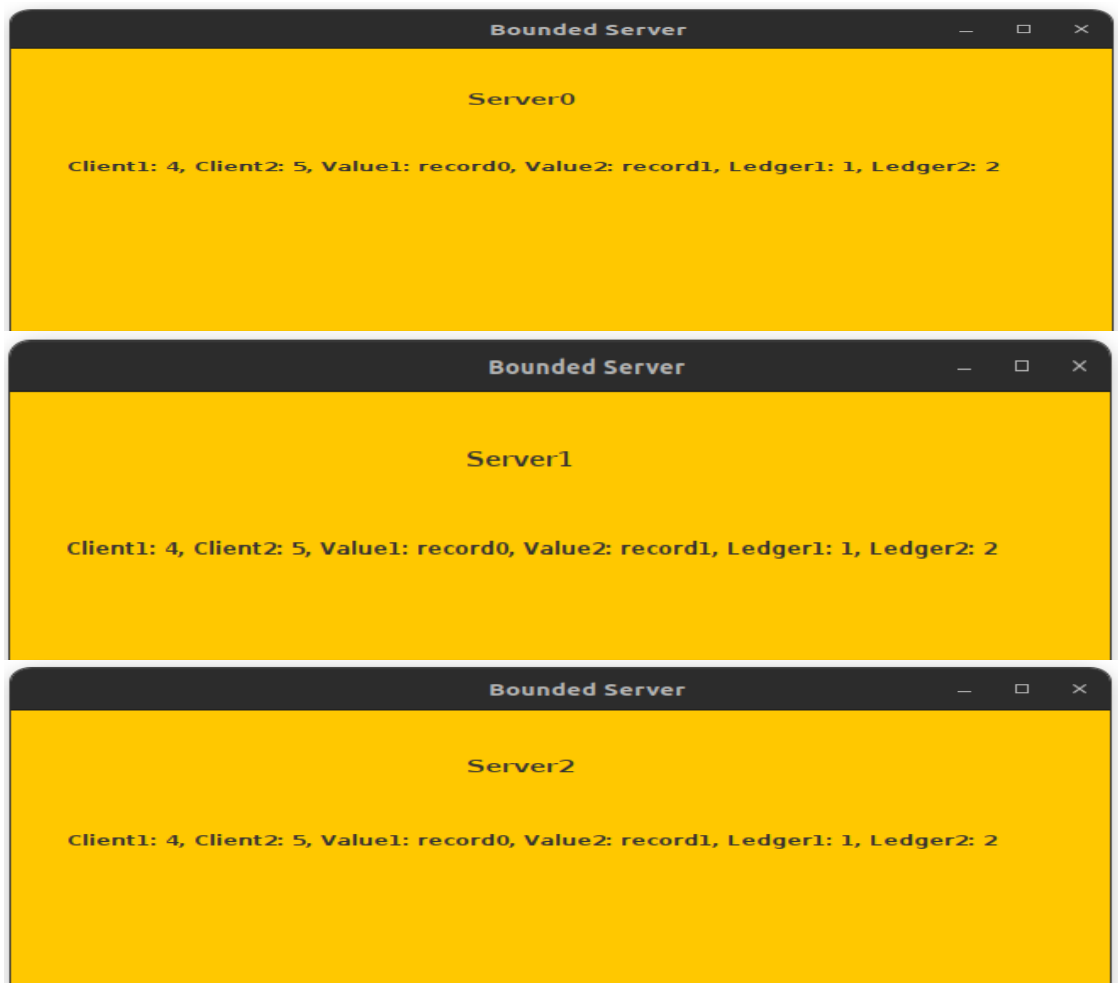 Bounded Server
Server0
Client1: 4, Client2: 5, Value1: record0, Value2: record1, Ledger1: 1, Ledger2: 2
Bounded Server
Server1
Client1: 4, Client2: 5, Value1: record0, Value2: record1, Ledger1: 1, Ledger2: 2
Bounded Server
Server2
Client1: 4, Client2: 5, Value1: record0, Value2: record1, Ledger1: 1, Ledger2: 2